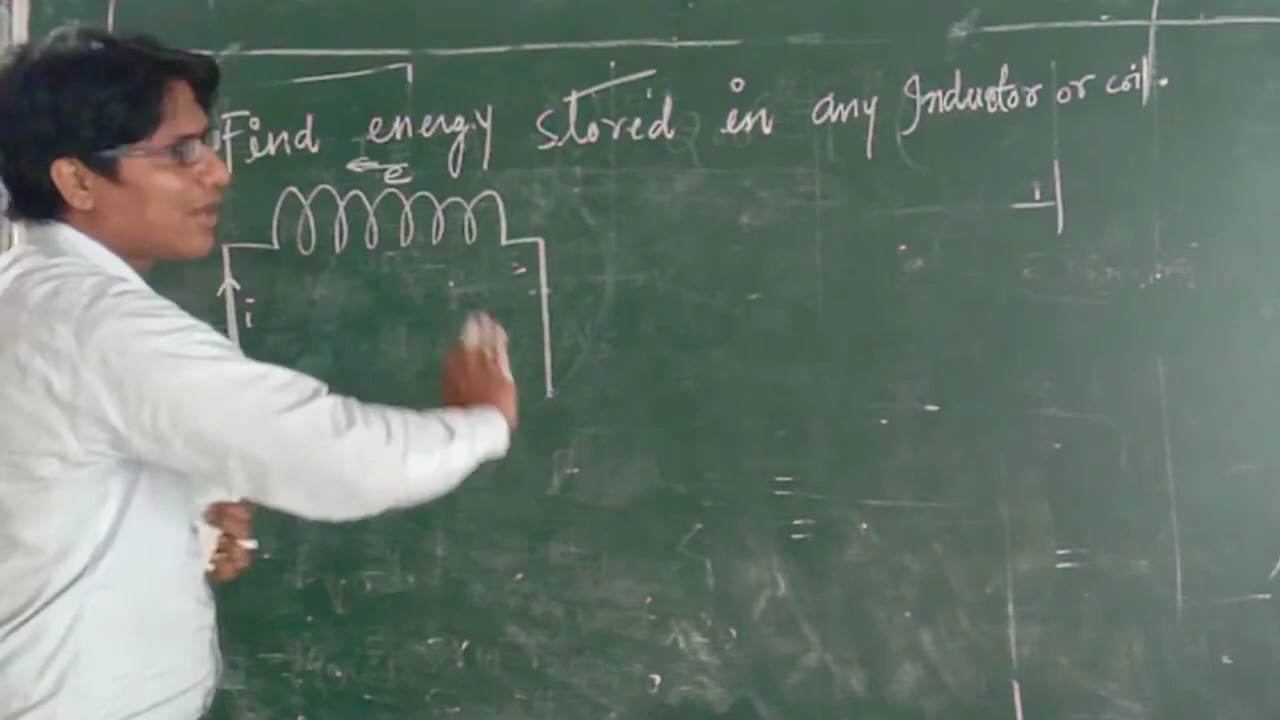 Find energy stored in any Inductor or coil.
e
i